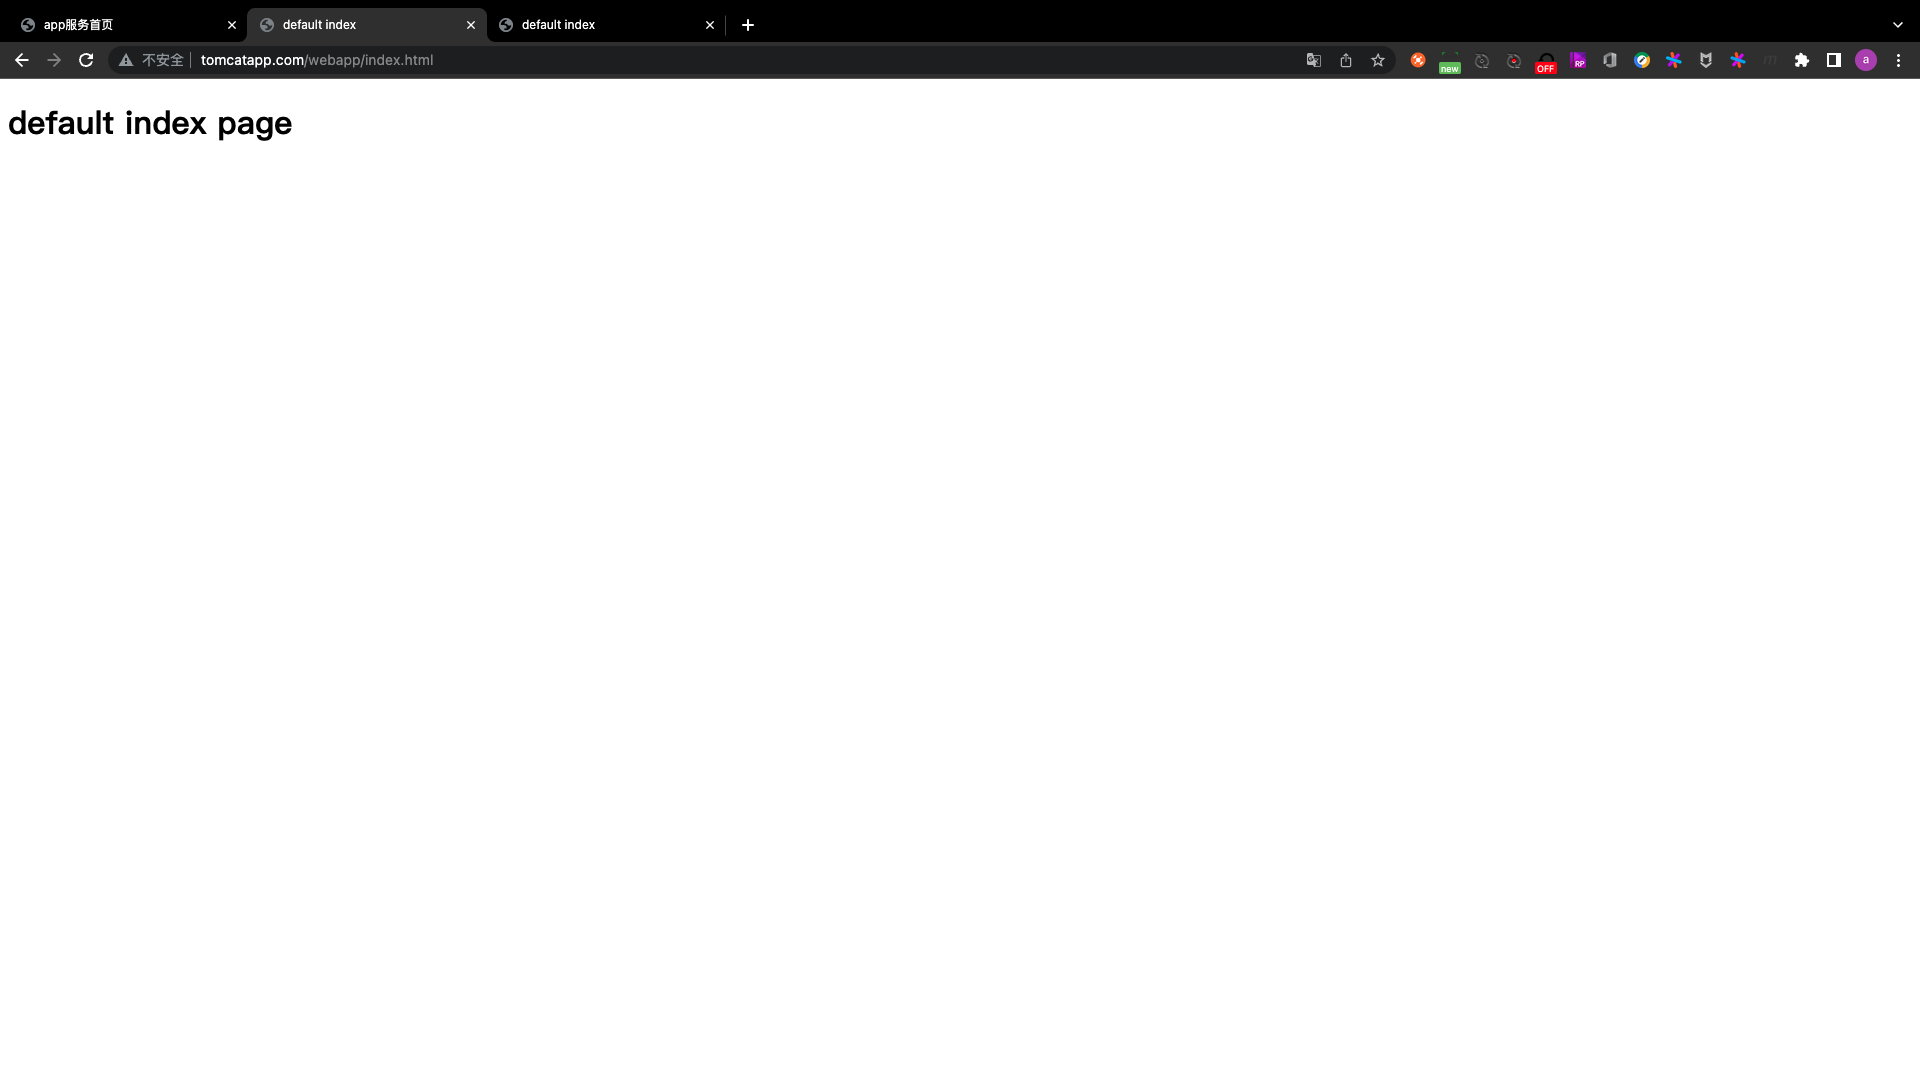 app服务首页
default index
default index
不安全
tomcatapp.com/webapp/index.html
new
OFF
RP
m
a
default index page